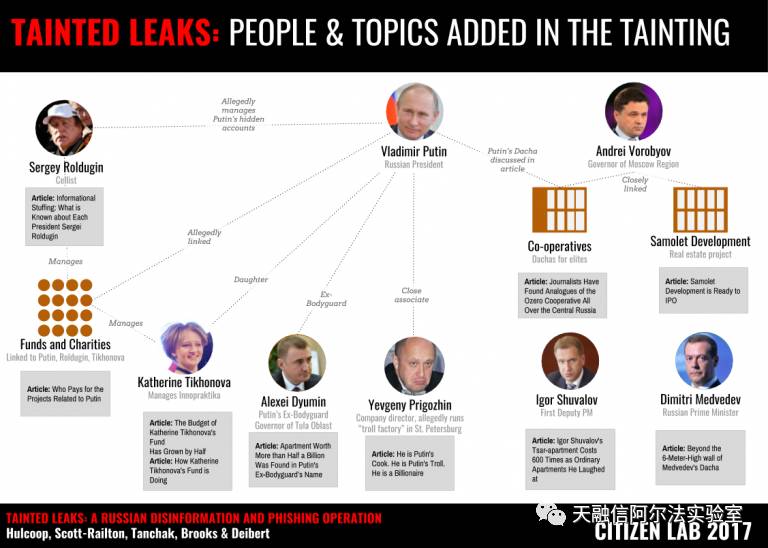 TAINTED LEAKS: PEOPLE & TOPICS ADDED IN THE TAINTING
Allegedly
manages
Putin's hidden
accounts
Sergey Roldugin
Cellist
Article: Informational
Stuffing: What is
Known about Each
President Sergei
Roldugin
Vladimir Putin
Russian President
Putin's Dacha
discussed in
article
Andrei Vorobyov
Governor of Moscow Region
Closely
linked
Co-operatives
Dachas for elites
Article: Journalists Have
Found Analogues of the
Ozero Cooperative All
Over the Central Russia
Samolet Development
Real estate project
Article: Samolet
Development is Ready to
IPO
Manages
Allegedly
linked
Daughter
Ex-
Bodyguard
Close
associate
Funds and Charities
Linked to Putin, Roldugin, Tikhonova
Article: Who Pays for the
Projects Related to Putin
Manages
Katherine Tikhonova
Manages Innopraktika
Article: The Budget of
Katherine Tikhonova's
Fund
Has Grown by Half
Article: How Katherine
Tikhonova's Fund is
Doing
Alexei Dyumin
Putin's Ex-Bodyguard
Governor of Tula Oblast
Article: Apartment Worth
More than Half a Billion
Was Found in Putin's
Ex-Bodyguard's Name
Yevgeny Prigozhin
Company director, allegedly runs
"troll factory" in St. Petersburg
Article: He is Putin's
Cook. He is Putin's Troll.
He is a Billionaire
Igor Shuvalov
First Deputy PM
Article: Igor Shuvalov's
Tsar-apartment Costs
600 Times as Ordinary
Apartments He Laughed
at
Dimitri Medvedev
Russian Prime Minister
Article: Beyond the
6-Meter-High wall of
Medvedev's Dacha
TAINTED LEAKS: A RUSSIAN DISINFORMATION AND PHISHING OPERATION
Hulcoop, Scott-Railton, Tanchak, Brooks & Deibert
天融信阿尔法实验室
CITIZEN LAB 2017